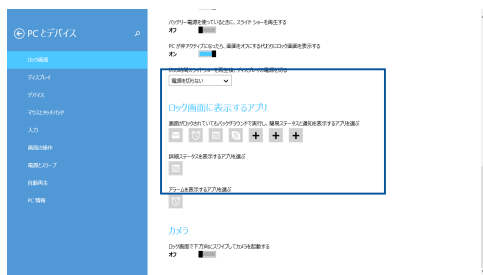 PC とデバイス
ロック画面
ディスプレイ
デバイス
マウスとタッチパッド
入力
画面の操作
電源とスリープ
自動再生
PC 情報
バッテリー電源を使っているときに、スライド ショーを再生する
オフ
PC が非アクティブになったら、画面をオフにする代わりにロック画面を表示する
オン
電源を切らない
ロック画面に表示するアプリ
画面がロックされていてもバックグラウンドで実行し、簡易ステータスと通知を表示するアプリを選ぶ
詳細ステータスを表示するアプリを選ぶ
アラームを表示するアプリを選ぶ
カメラ
ロック画面で下方向にスワイプしてカメラを起動する
オフ